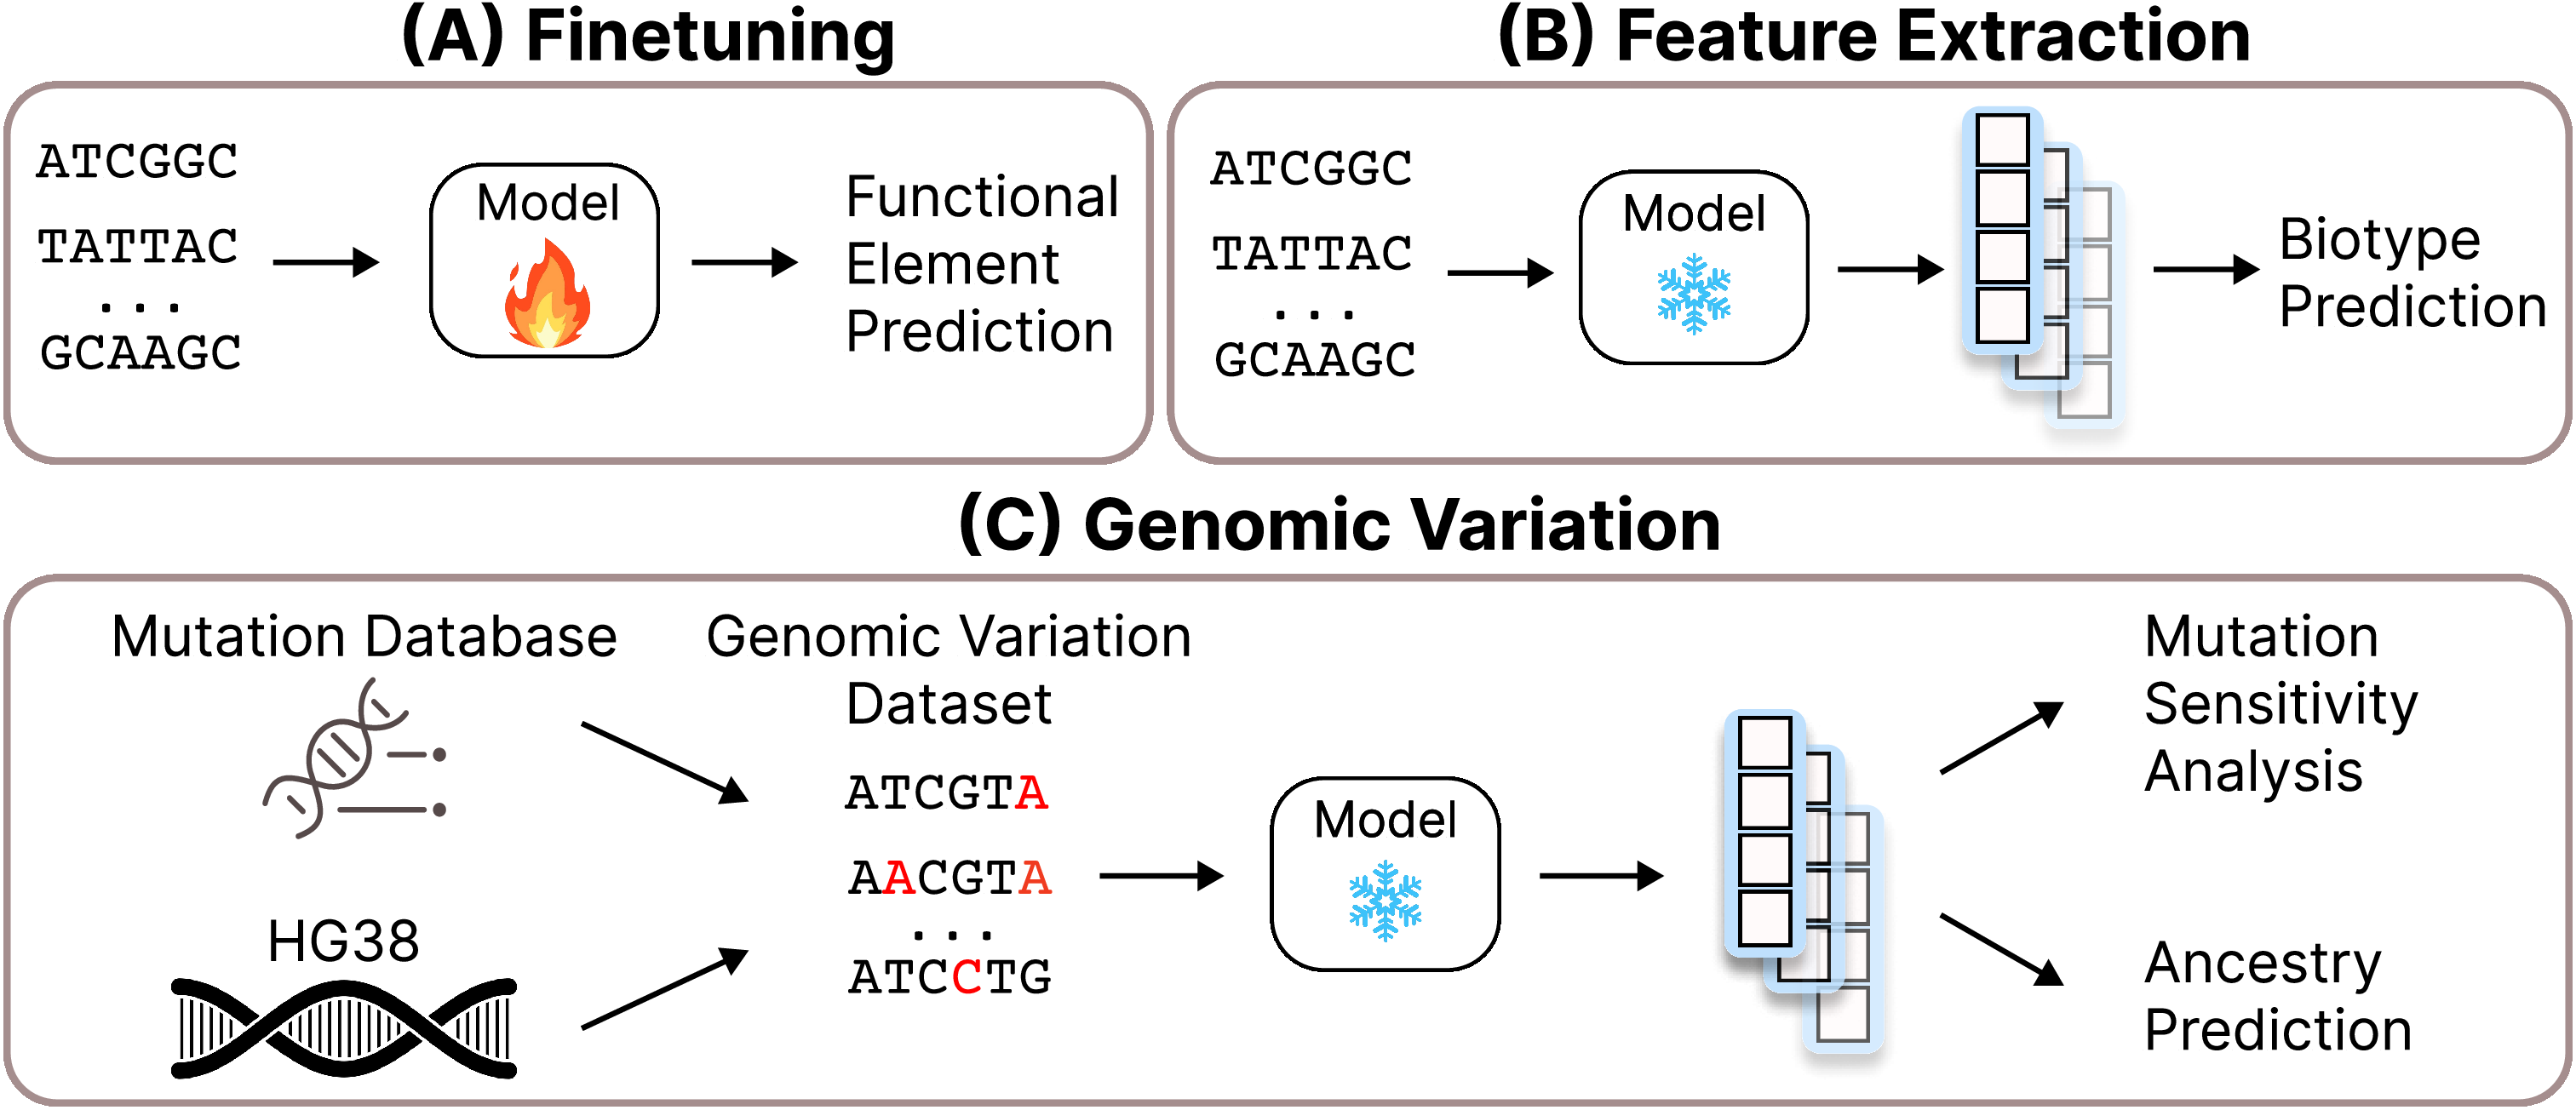 (A) Finetuning
ATCGGC
TATTAC
...
GCAAGC
Model
Functional
Element
Prediction
(B) Feature Extraction
ATCGGC
TATTAC
...
GCAAGC
Model
Biotype
Prediction
(C) Genomic Variation
Mutation Database
HG38
Genomic Variation
Dataset
ATCGTA
AACGTA
...
ATCCTG
Model
Mutation
Sensitivity
Analysis
Ancestry
Prediction